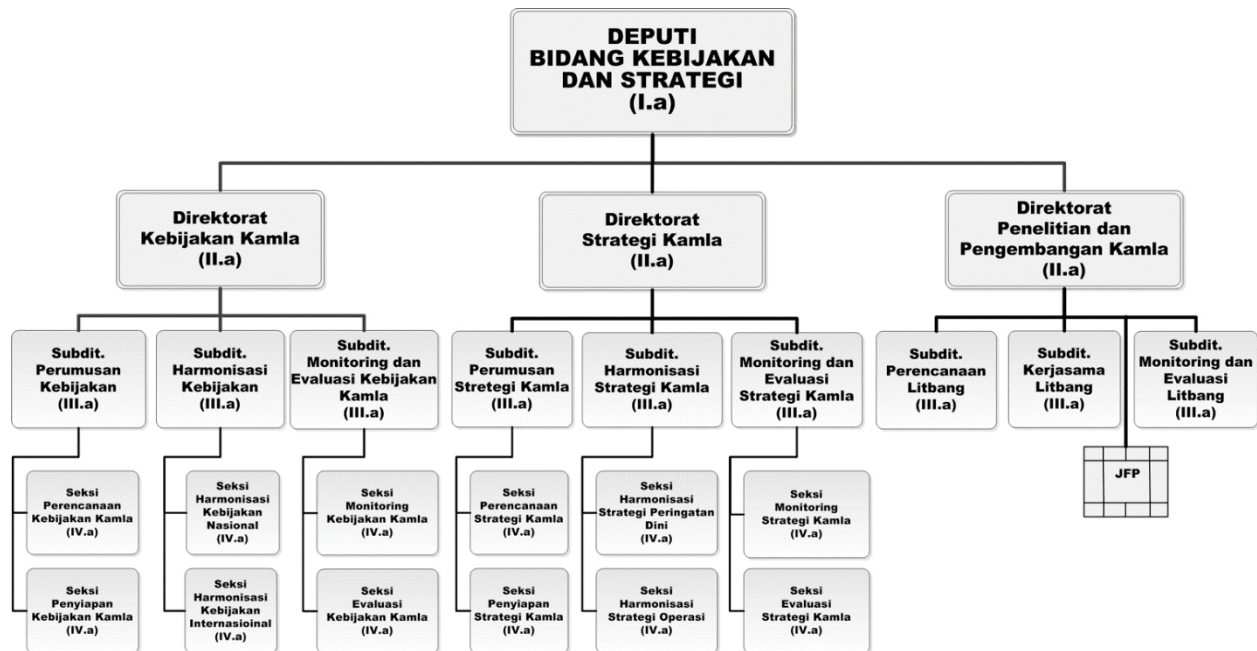 DEPUTI
BIDANG KEBIJAKAN
DAN STRATEGI
(I.a)
Direktorat
Kebijakan Kamla
(II.a)
Direktorat
Strategi Kamla
(II.a)
Direktorat
Penelitian dan
Pengembangan Kamla
(II.a)
Subdit.
Perumusan
Kebijakan
(III.a)
Subdit.
Harmonisasi
Kebijakan
(III.a)
Subdit.
Monitoring dan
Evaluasi Kebijakan
Kamla
(III.a)
Subdit.
Perumusan
Stretegi Kamla
(III.a)
Subdit.
Harmonisasi
Strategi Kamla
(III.a)
Subdit.
Monitoring dan
Evaluasi
Strategi Kamla
(III.a)
Subdit.
Perencanaan
Litbang
(III.a)
Subdit.
Kerjasama
Litbang
(III.a)
Subdit.
Monitoring dan
Evaluasi
Litbang
(III.a)
Seksi
Perencanaan
Kebijakan Kamla
(IV.a)
Seksi
Harmonisasi
Kebijakan
Nasional
(IV.a)
Seksi
Monitoring
Kebijakan Kamla
(IV.a)
Seksi
Perencanaan
Strategi Kamla
(IV.a)
Seksi
Harmonisasi
Strategi Peringatan
Dini
(IV.a)
Seksi
Monitoring
Strategi Kamla
(IV.a)
JFP
Seksi
Penyiapan
Kebijakan Kamla
(IV.a)
Seksi
Harmonisasi
Kebijakan
Internasioinal
(IV.a)
Seksi
Evaluasi
Kebijakan Kamla
(IV.a)
Seksi
Penyiapan
Strategi Kamla
(IV.a)
Seksi
Harmonisasi
Strategi Operasi
(IV.a)
Seksi
Evaluasi
Strategi Kamla
(IV.a)